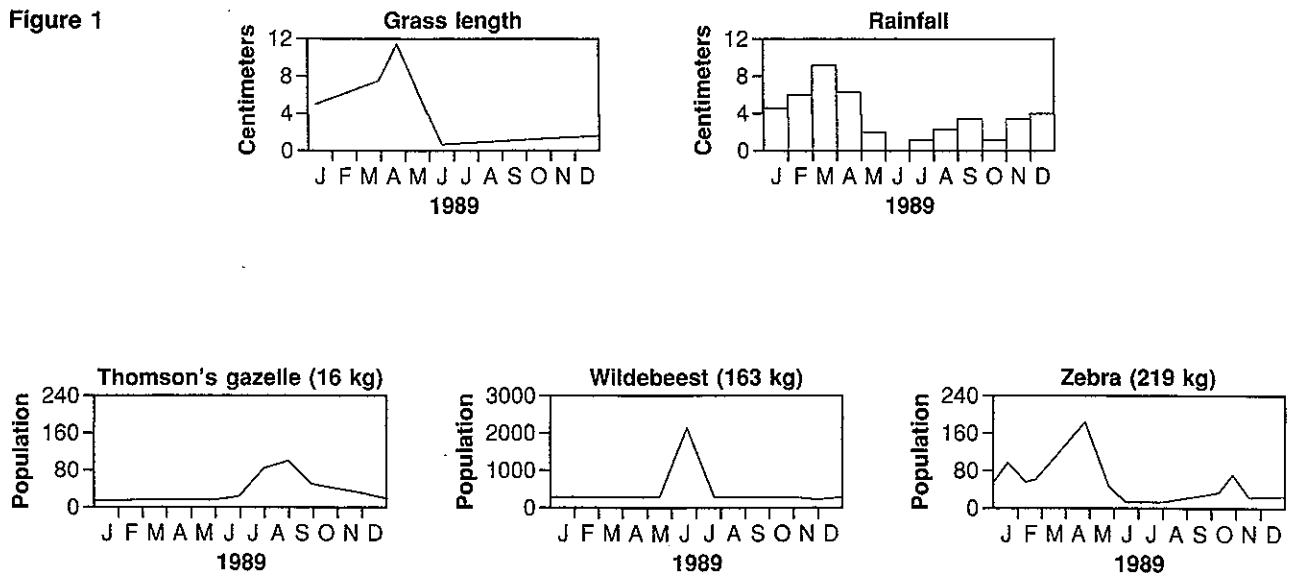 Figure 1
Grass length
Centimeters
12
8
4
0
J F M A M J J A S O N D
1989
Rainfall
Centimeters
12
8
4
0
J F M A M J J A S O N D
1989
Thomson's gazelle (16 kg)
Population
240
160
80
0
J F M A M J J A S O N D
1989
Wildebeest (163 kg)
Population
3000
2000
1000
0
J F M A M J J A S O N D
1989
Zebra (219 kg)
Population
240
160
80
0
J F M A M J J A S O N D
1989